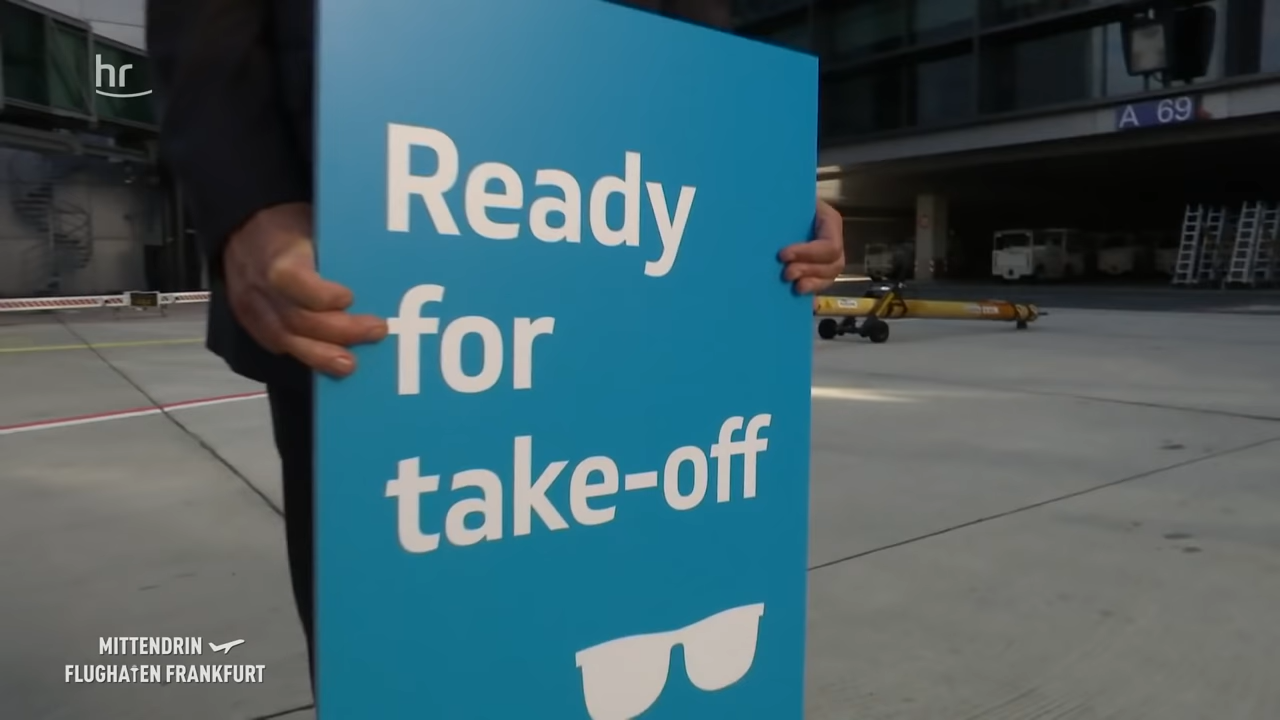 hr
A 69
Ready
for
take-off
MITTENDRIN
FLUGHAFEN FRANKFURT